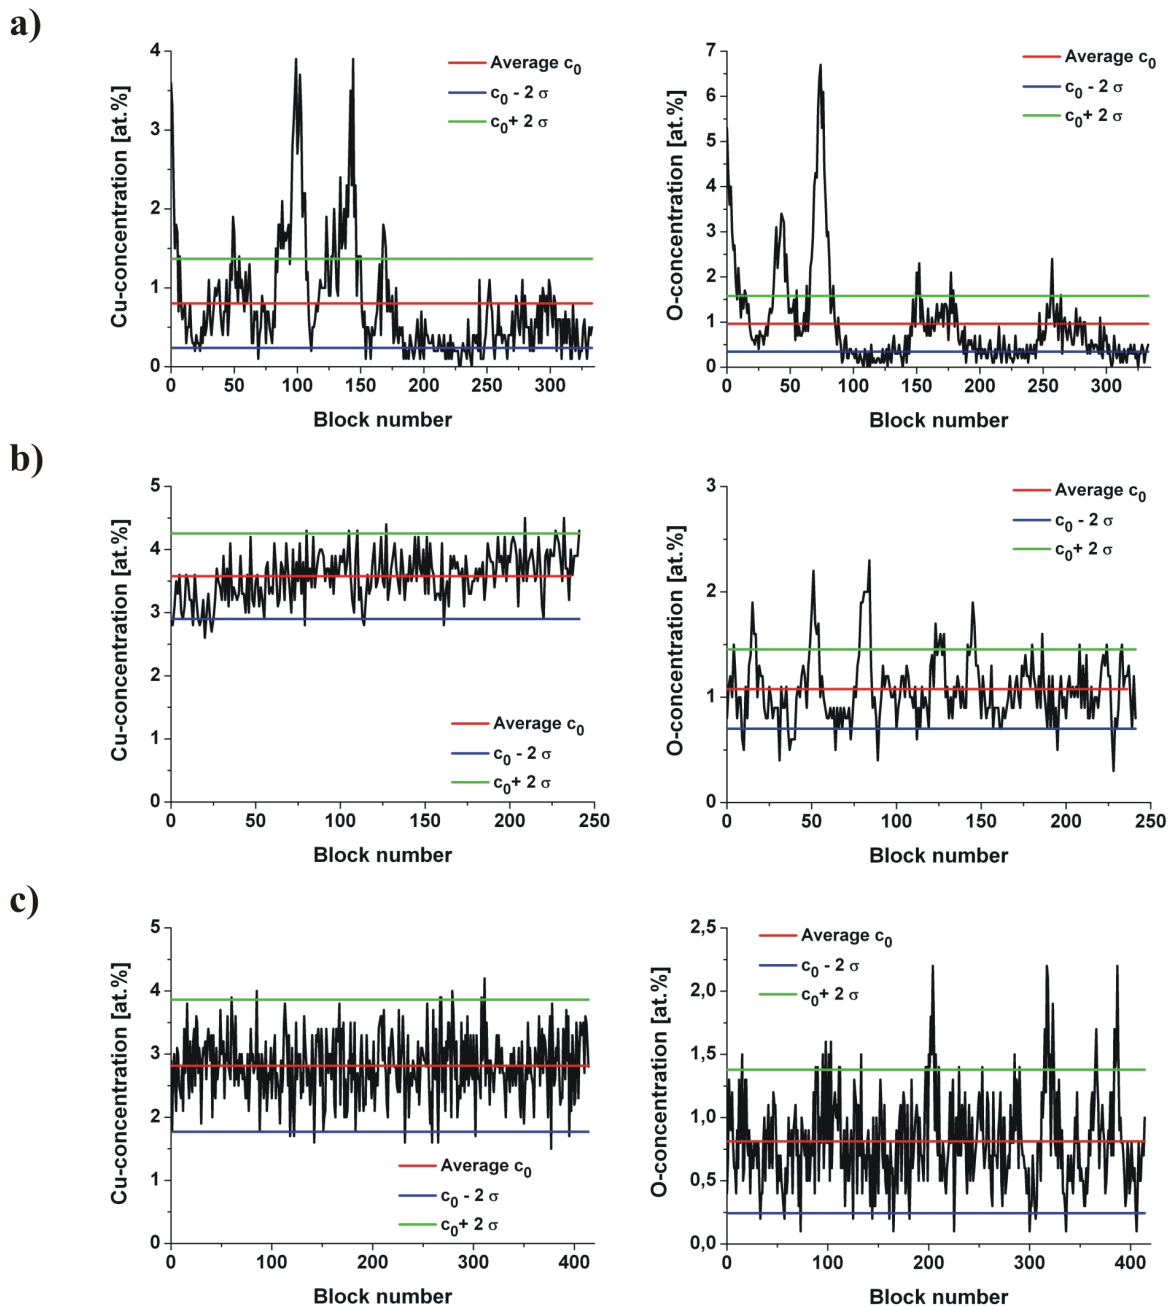 a)
Cu-concentration [at.%]
4
3
2
1
0
0 50 100 150 200 250 300
Block number
Average c0
c0 - 2 σ
c0+ 2 σ
O-concentration [at.%]
7
6
5
4
3
2
1
0
0 50 100 150 200 250 300
Block number
Average c0
c0 - 2 σ
c0+ 2 σ
b)
Cu-concentration [at.%]
5
4
3
2
1
0
0 50 100 150 200 250
Block number
Average c0
c0 - 2 σ
c0+ 2 σ
O-concentration [at.%]
3
2
1
0
0 50 100 150 200 250
Block number
Average c0
c0 - 2 σ
c0+ 2 σ
c)
Cu-concentration [at.%]
5
4
3
2
1
0
0 100 200 300 400
Block number
Average c0
c0 - 2 σ
c0+ 2 σ
O-concentration [at.%]
2,5
2,0
1,5
1,0
0,5
0,0
0 100 200 300 400
Block number
Average c0
c0 - 2 σ
c0+ 2 σ